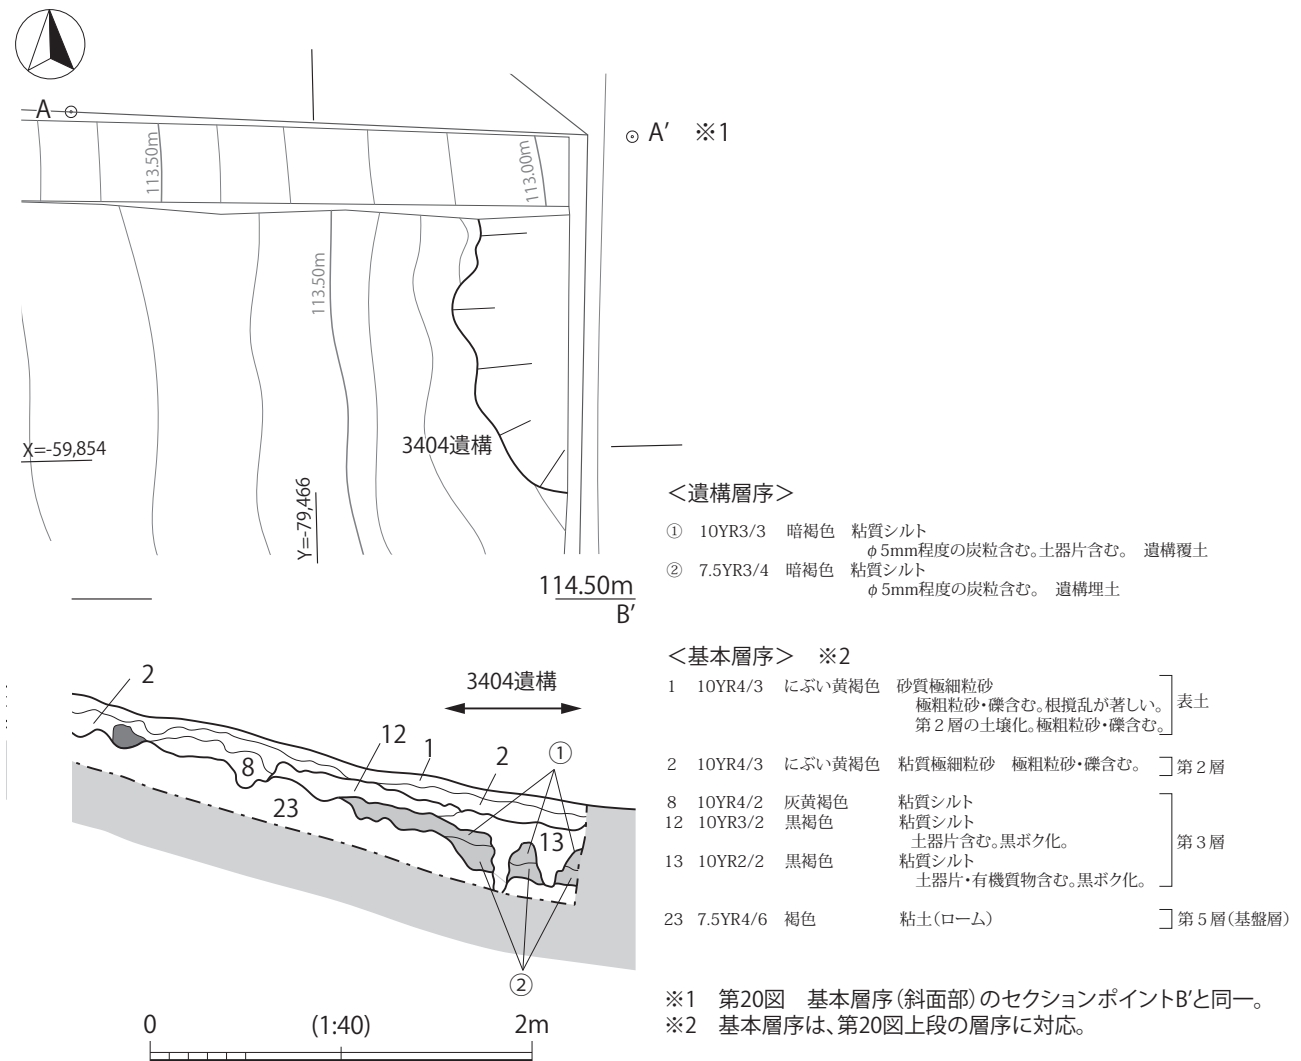 A
A′ ※1
113.50m
113.00m
113.50m
3404遺構
X=-59,854
Y=-79,466
114.50m
B′
＜遺構層序＞
① 10YR3/3 暗褐色 粘質シルト
φ5mm程度の炭粒含む。土器片含む。 遺構覆土
② 7.5YR3/4 暗褐色 粘質シルト
φ5mm程度の炭粒含む。 遺構埋土
＜基本層序＞ ※2
1 10YR4/3 にぶい黄褐色 砂質極細粒砂
極粗粒砂・礫含む。根撹乱が著しい。
第２層の土壌化。極粗粒砂・礫含む。
表土
2 10YR4/3 にぶい黄褐色 粘質極細粒砂 極粗粒砂・礫含む。 第２層
8 10YR4/2 灰黄褐色 粘質シルト
12 10YR3/2 黒褐色 粘質シルト
土器片含む。黒ボク化。
第３層
13 10YR2/2 黒褐色 粘質シルト
土器片・有機質物含む。黒ボク化。
23 7.5YR4/6 褐色 粘土（ローム） 第５層（基盤層）
2
3404遺構
12
1
2
①
8
23
13
②
0 (1:40) 2m
※1 第20図 基本層序（斜面部）のセクションポイントB′と同一。
※2 基本層序は、第20図上段の層序に対応。